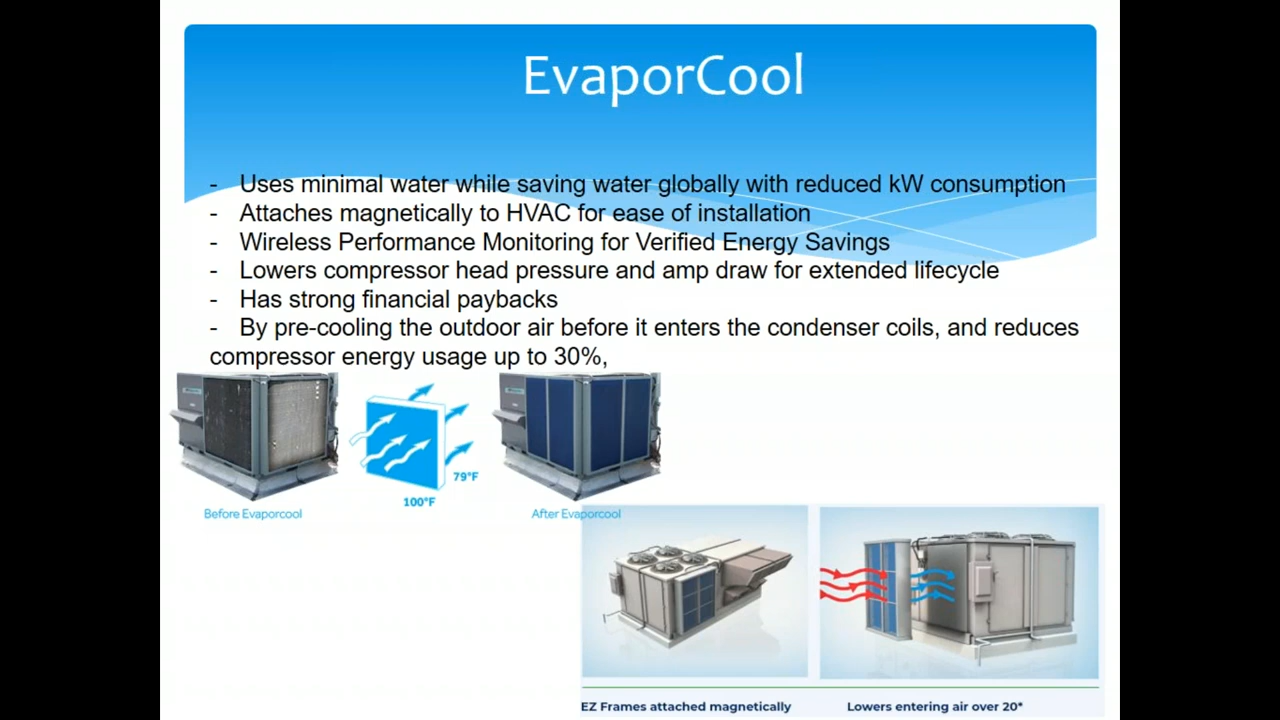 EvaporCool
- Uses minimal water while saving water globally with reduced kW consumption
- Attaches magnetically to HVAC for ease of installation
- Wireless Performance Monitoring for Verified Energy Savings
- Lowers compressor head pressure and amp draw for extended lifecycle
- Has strong financial paybacks
- By pre-cooling the outdoor air before it enters the condenser coils, and reduces
compressor energy usage up to 30%,
79°F
100°F
Before Evaporcool
After Evaporcool
EZ Frames attached magnetically
Lowers entering air over 20*